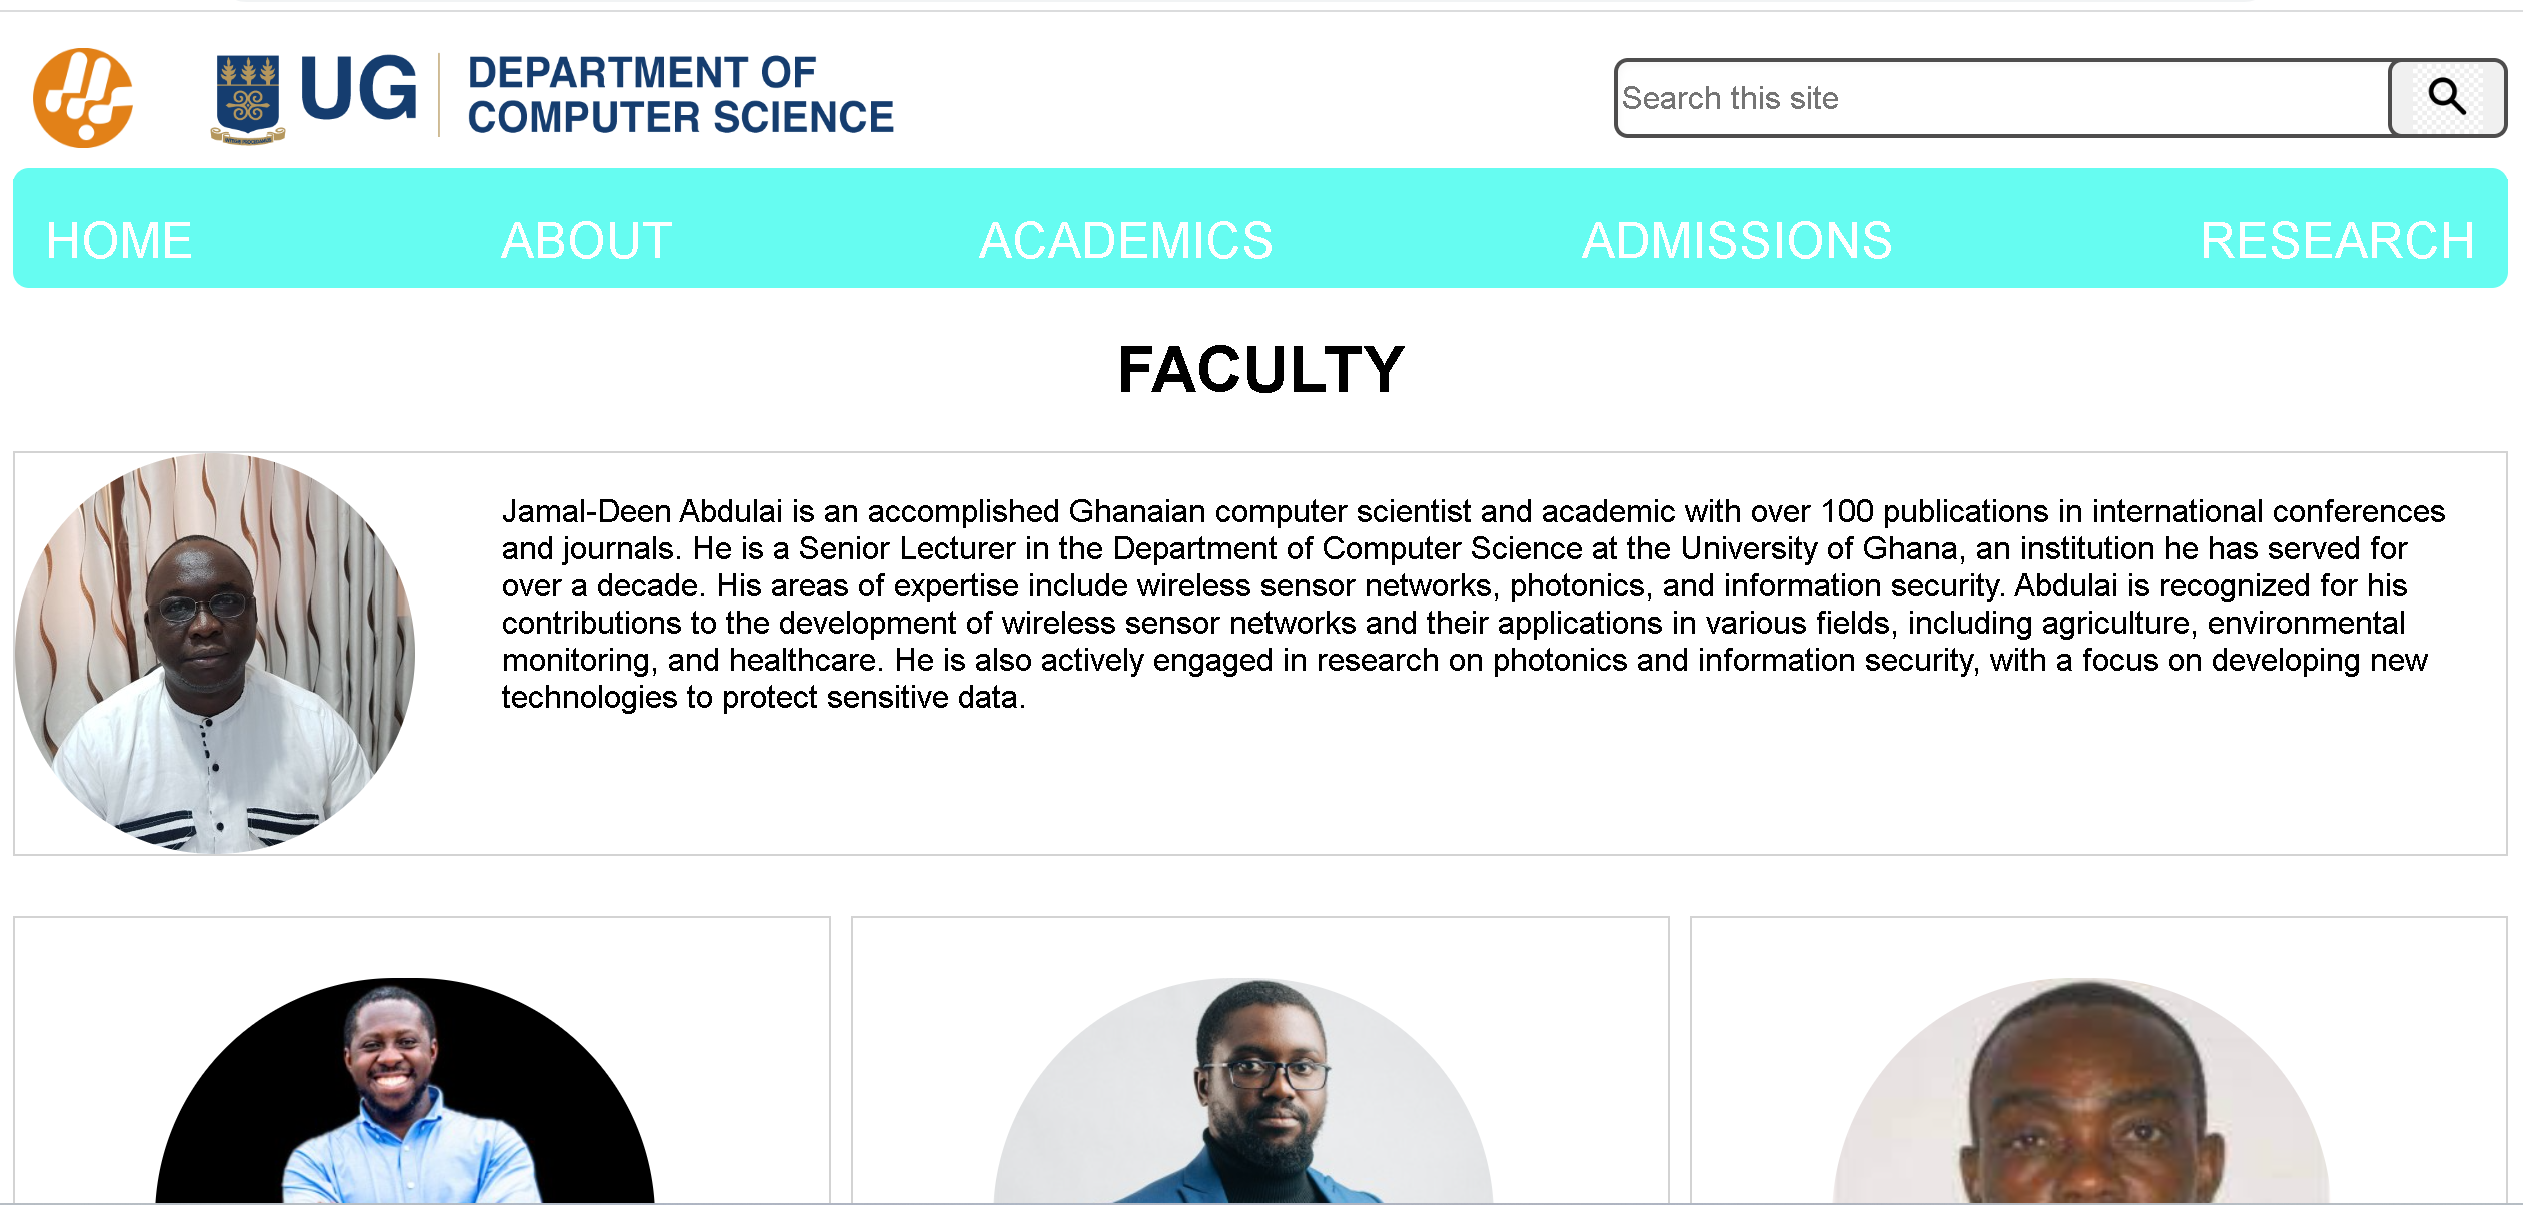 UG
DEPARTMENT OF
COMPUTER SCIENCE
Search this site
HOME ABOUT ACADEMICS ADMISSIONS RESEARCH
FACULTY
Jamal-Deen Abdulai is an accomplished Ghanaian computer scientist and academic with over 100 publications in international conferences
and journals. He is a Senior Lecturer in the Department of Computer Science at the University of Ghana, an institution he has served for
over a decade. His areas of expertise include wireless sensor networks, photonics, and information security. Abdulai is recognized for his
contributions to the development of wireless sensor networks and their applications in various fields, including agriculture, environmental
monitoring, and healthcare. He is also actively engaged in research on photonics and information security, with a focus on developing new
technologies to protect sensitive data.